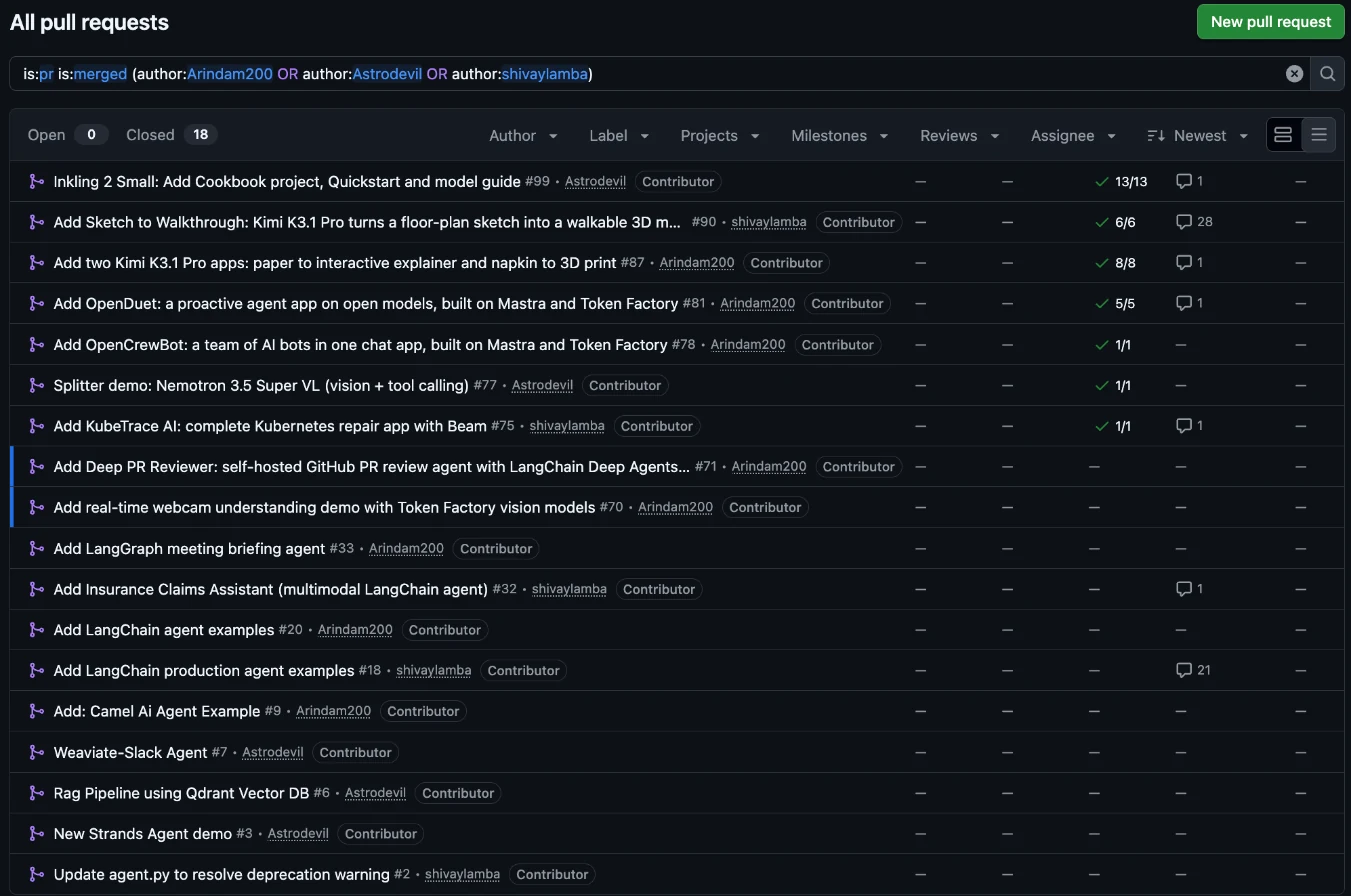 All pull requests
New pull request
is:pr is:merged (author:Arindam200 OR author:Astrodevil OR author:shivaylamba)
Open 0 Closed 18 Author Label Projects Milestones Reviews Assignee Newest
Inkling 2 Small: Add Cookbook project, Quickstart and model guide #99 · Astrodevil Contributor — — 13/13 1 —
Add Sketch to Walkthrough: Kimi K3.1 Pro turns a floor-plan sketch into a walkable 3D m... #90 · shivaylamba Contributor — — 6/6 28 —
Add two Kimi K3.1 Pro apps: paper to interactive explainer and napkin to 3D print #87 · Arindam200 Contributor — — 8/8 1 —
Add OpenDuet: a proactive agent app on open models, built on Mastra and Token Factory #81 · Arindam200 Contributor — — 5/5 1 —
Add OpenCrewBot: a team of AI bots in one chat app, built on Mastra and Token Factory #78 · Arindam200 Contributor — — 1/1 — —
Splitter demo: Nemotron 3.5 Super VL (vision + tool calling) #77 · Astrodevil Contributor — — 1/1 — —
Add KubeTrace AI: complete Kubernetes repair app with Beam #75 · shivaylamba Contributor — — 1/1 1 —
Add Deep PR Reviewer: self-hosted GitHub PR review agent with LangChain Deep Agents... #71 · Arindam200 Contributor — — — — —
Add real-time webcam understanding demo with Token Factory vision models #70 · Arindam200 Contributor — — — — —
Add LangGraph meeting briefing agent #33 · Arindam200 Contributor — — — — —
Add Insurance Claims Assistant (multimodal LangChain agent) #32 · shivaylamba Contributor — — — 1 —
Add LangChain agent examples #20 · Arindam200 Contributor — — — — —
Add LangChain production agent examples #18 · shivaylamba Contributor — — — 21 —
Add: Camel Ai Agent Example #9 · Arindam200 Contributor — — — — —
Weaviate-Slack Agent #7 · Astrodevil Contributor — — — — —
Rag Pipeline using Qdrant Vector DB #6 · Astrodevil Contributor — — — — —
New Strands Agent demo #3 · Astrodevil Contributor — — — — —
Update agent.py to resolve deprecation warning #2 · shivaylamba Contributor — — — — —